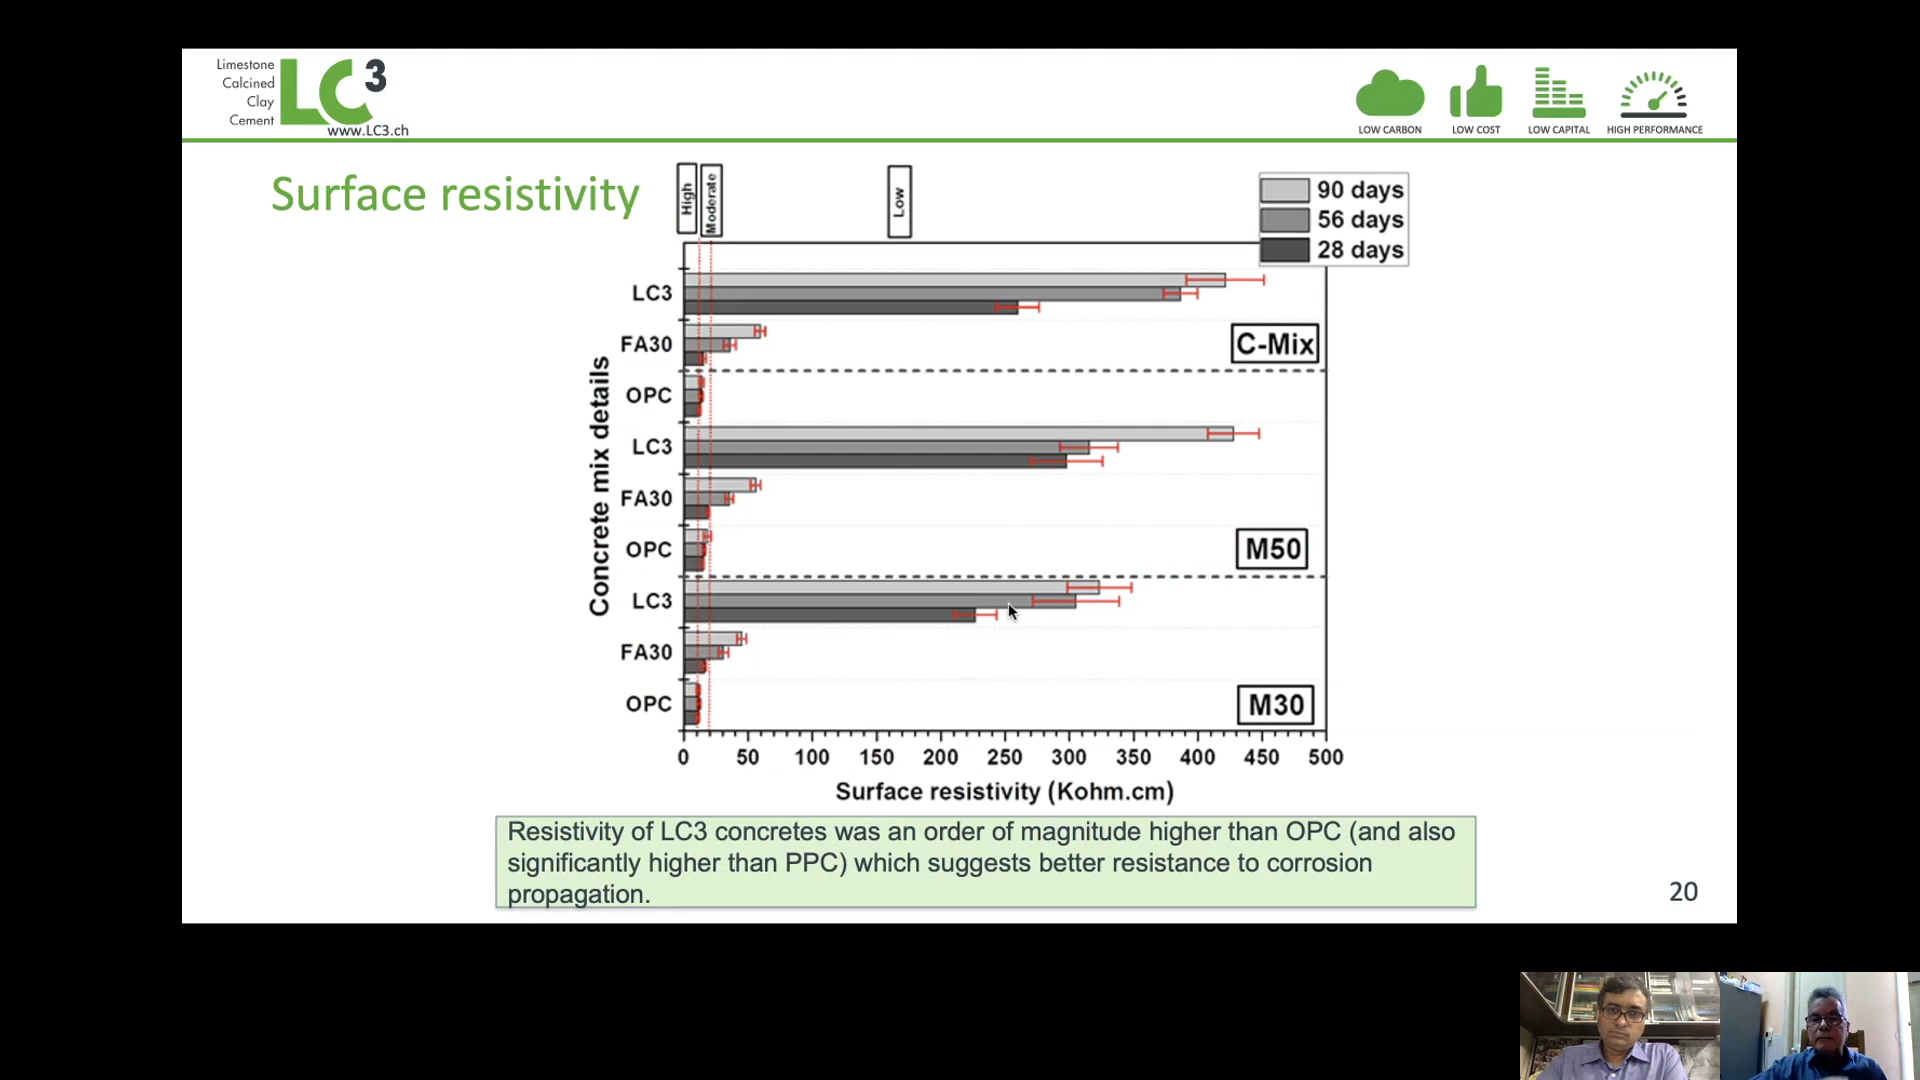 Limestone
Calcined
Clay
Cement
LC3
www.LC3.ch
LOW CARBON
LOW COST
LOW CAPITAL
HIGH PERFORMANCE
Surface resistivity
High
Moderate
Low
90 days
56 days
28 days
Concrete mix details
LC3
FA30
C-Mix
OPC
LC3
FA30
OPC
M50
LC3
FA30
OPC
M30
0 50 100 150 200 250 300 350 400 450 500
Surface resistivity (Kohm.cm)
Resistivity of LC3 concretes was an order of magnitude higher than OPC (and also
significantly higher than PPC) which suggests better resistance to corrosion
propagation.
20